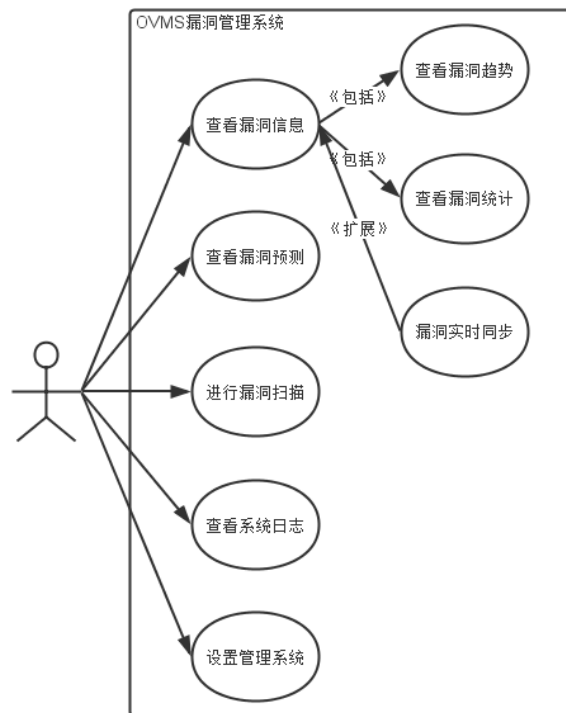 OVMS漏洞管理系统
查看漏洞趋势
《包括》
查看漏洞信息
《包括》
查看漏洞统计
《扩展》
查看漏洞预测
漏洞实时同步
进行漏洞扫描
查看系统日志
设置管理系统